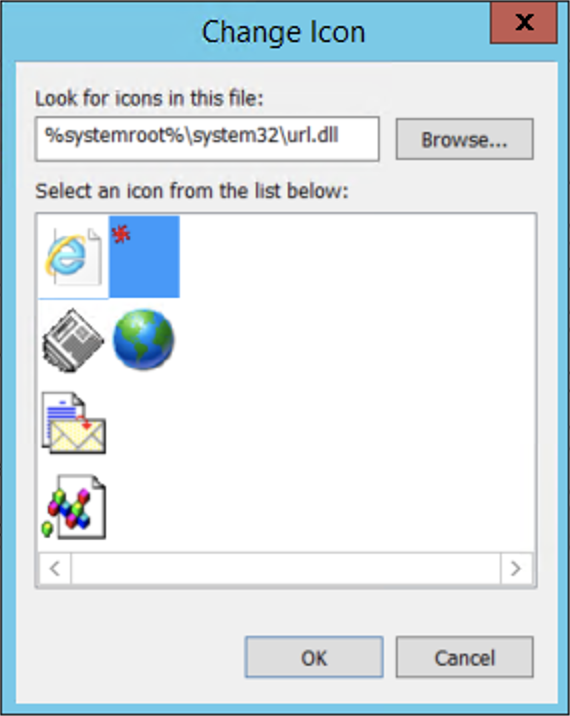 Change Icon
X
Look for icons in this file:
%systemroot%\system32\url.dll
Browse...
Select an icon from the list below:
OK
Cancel